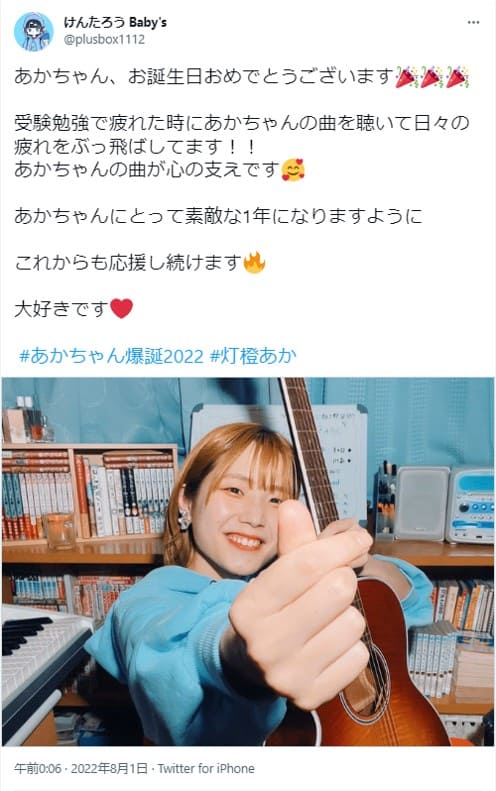 けんたろう Baby's
@plusbox1112
あかちゃん、お誕生日おめでとうございます🎉🎉🎉
受験勉強で疲れた時にあかちゃんの曲を聴いて日々の
疲れをぶっ飛ばしてます！！
あかちゃんの曲が心の支えです🥰
あかちゃんにとって素敵な1年になりますように
これからも応援し続けます🔥
大好きです❤️
#あかちゃん爆誕2022 #灯橙あか
午前0:06 · 2022年8月1日 · Twitter for iPhone